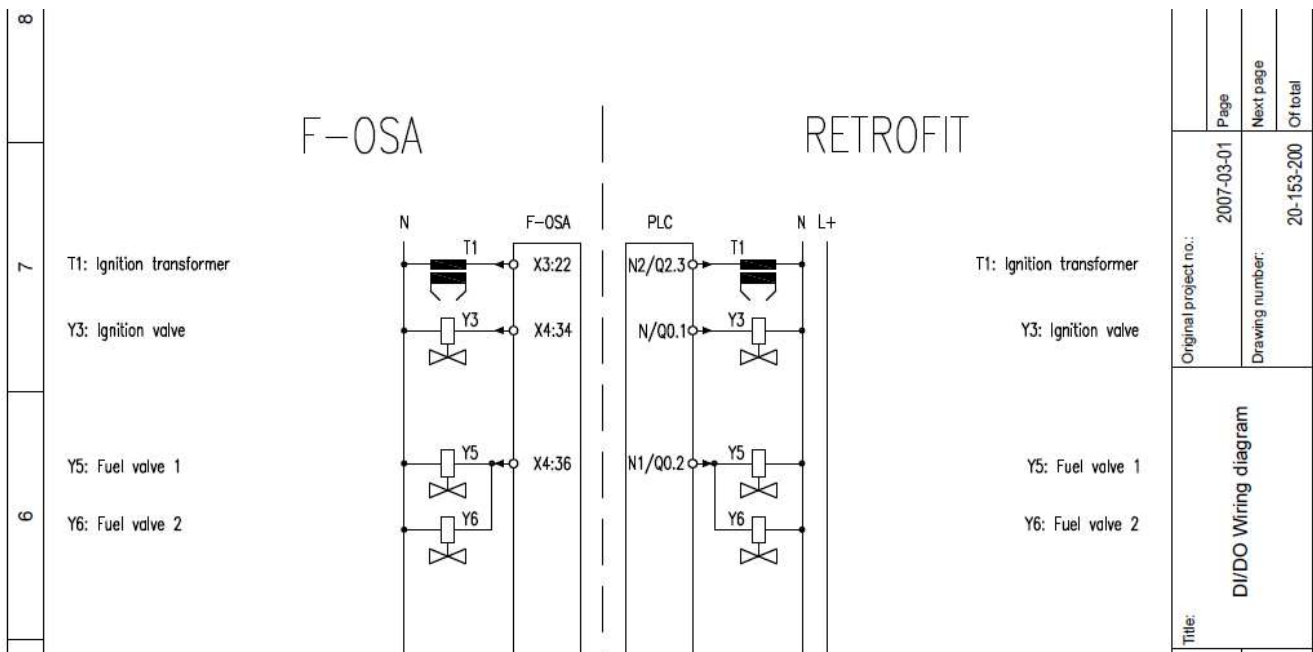 8
F-OSA
RETROFIT
7
N
F-OSA
PLC
N L+
T1: Ignition transformer
T1
X3:22
N2/Q2.3
T1
T1: Ignition transformer
Y3: Ignition valve
Y3
X4:34
N/Q0.1
Y3
Y3: Ignition valve
6
Y5: Fuel valve 1
Y5
X4:36
N1/Q0.2
Y5
Y5: Fuel valve 1
Y6: Fuel valve 2
Y6
Y6
Y6: Fuel valve 2
Title:
DI/DO Wiring diagram
Original project no.:
2007-03-01
Page
Drawing number:
Next page
20-153-200
Of total